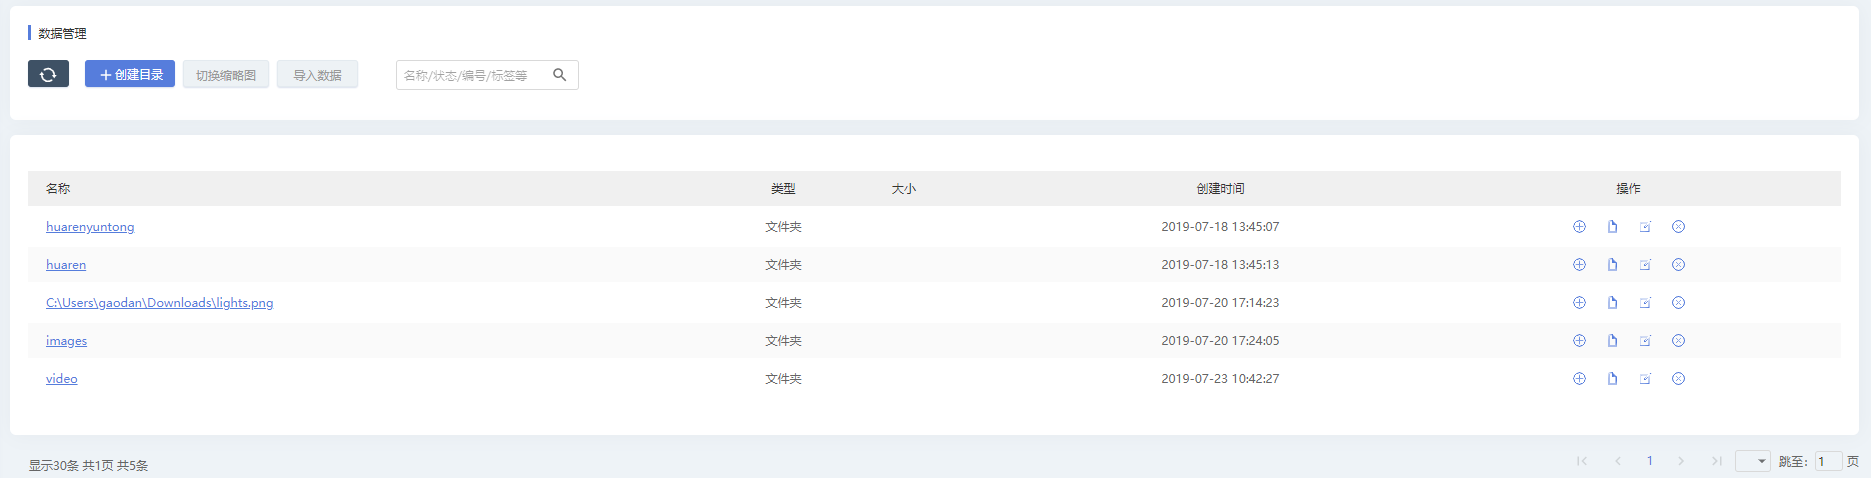 数据管理
创建目录 切换缩略图 导入数据 名称/状态/编号/标签等
名称 类型 大小 创建时间 操作
huarenyuntong 文件夹 2019-07-18 13:45:07
huaren 文件夹 2019-07-18 13:45:13
C:\Users\gaodan\Downloads\lights.png 文件夹 2019-07-20 17:14:23
images 文件夹 2019-07-20 17:24:05
video 文件夹 2019-07-23 10:42:27
显示30条 共1页 共5条 1 跳至: 1 页